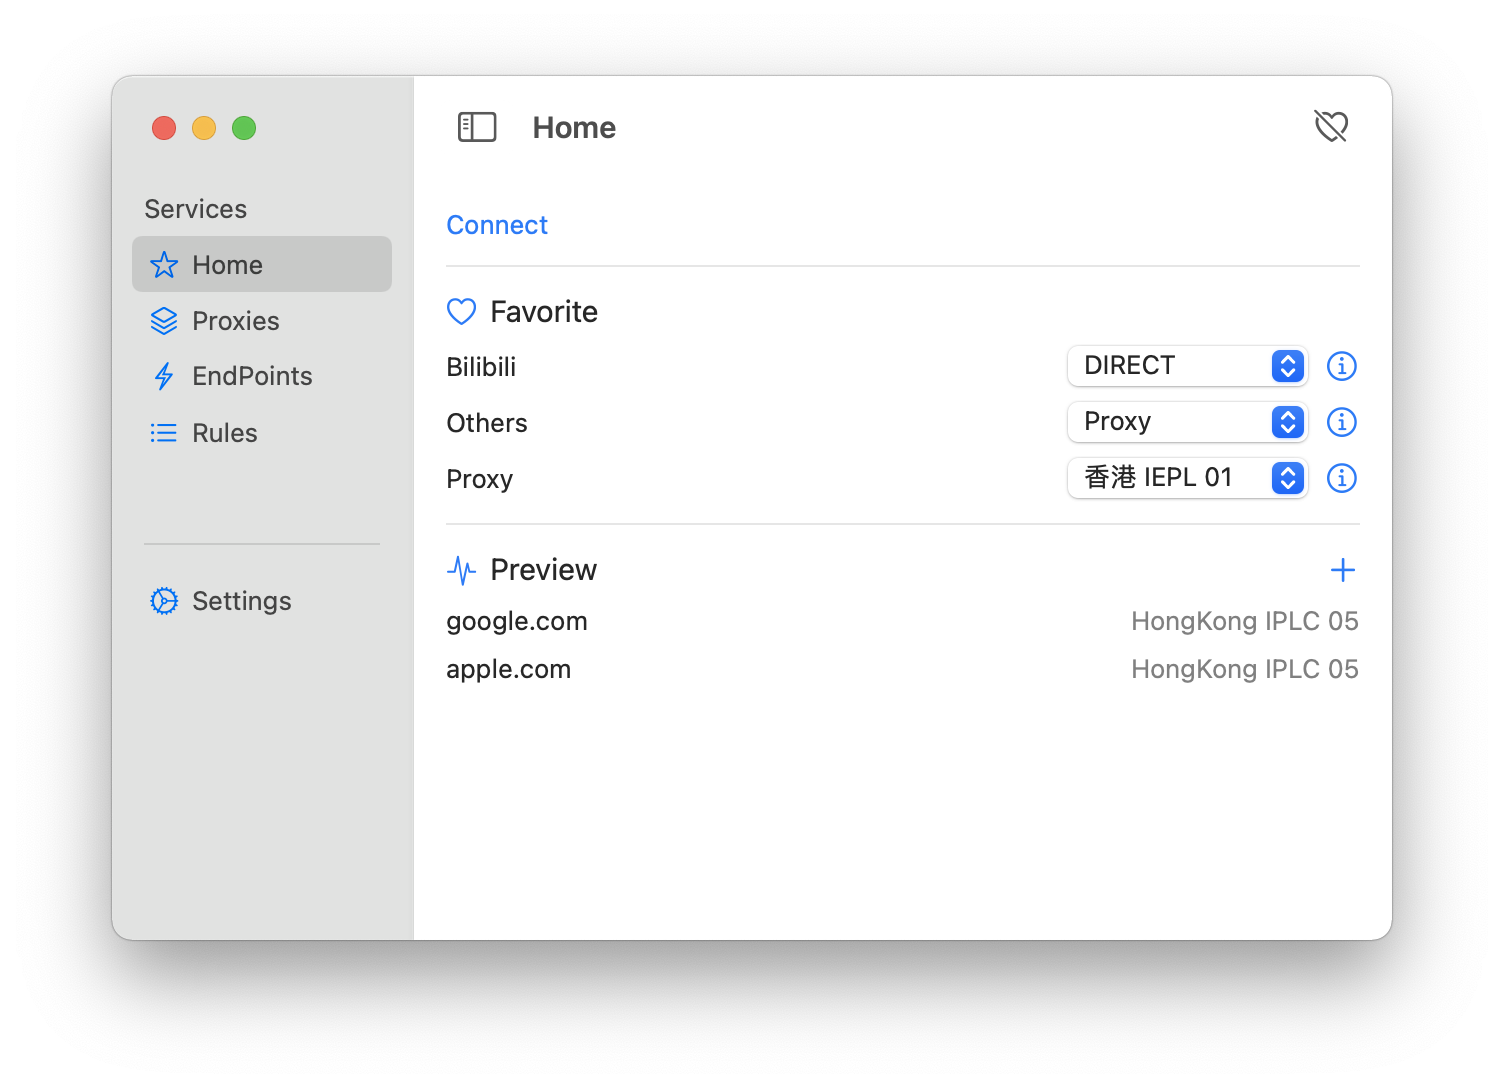 Home
Services
Home
Proxies
EndPoints
Rules
Settings
Connect
Favorite
Bilibili DIRECT
Others Proxy
Proxy 香港 IEPL 01
Preview
google.com HongKong IPLC 05
apple.com HongKong IPLC 05